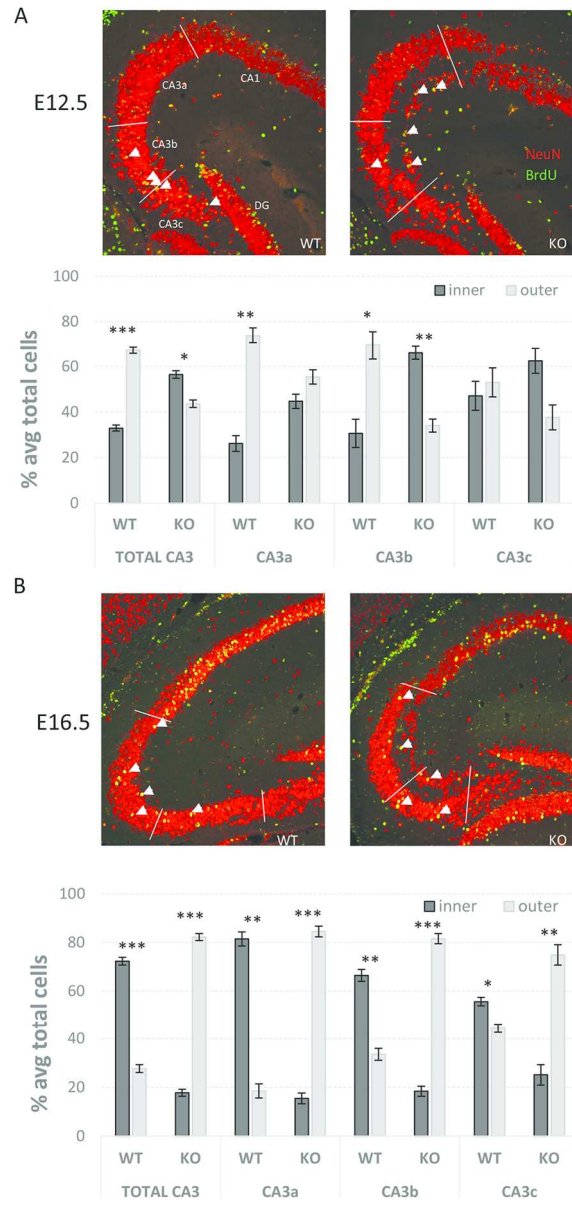 A
E12.5
CA3a
CA1
CA3b
CA3c
DG
WT
NeuN
BrdU
KO
% avg total cells
100
80
60
40
20
0
inner outer
*** * ** * **
WT KO WT KO WT KO WT KO
TOTAL CA3 CA3a CA3b CA3c
B
E16.5
WT
KO
% avg total cells
100
80
60
40
20
0
inner outer
*** *** ** *** ** *** * **
WT KO WT KO WT KO WT KO
TOTAL CA3 CA3a CA3b CA3c